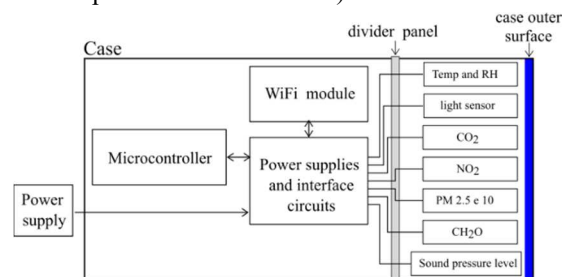 case outer
surface
divider panel
Case
Temp and RH
WiFi module
light sensor
CO2
Microcontroller
Power supplies
and interface
circuits
NO2
PM 2.5 e 10
Power
supply
CH2O
Sound pressure level